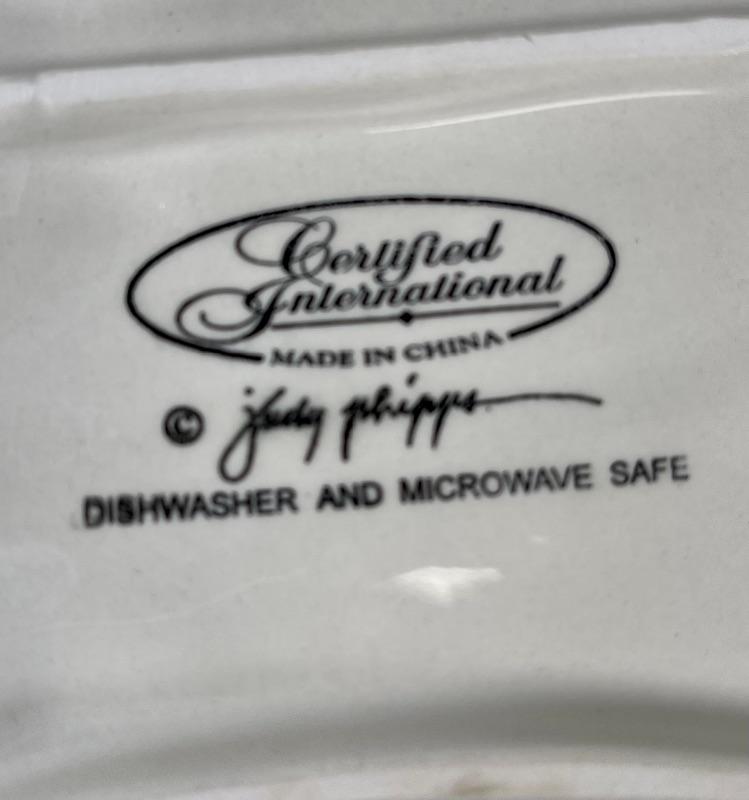 Certified
International
MADE IN CHINA
© judy phipps
DISHWASHER AND MICROWAVE SAFE